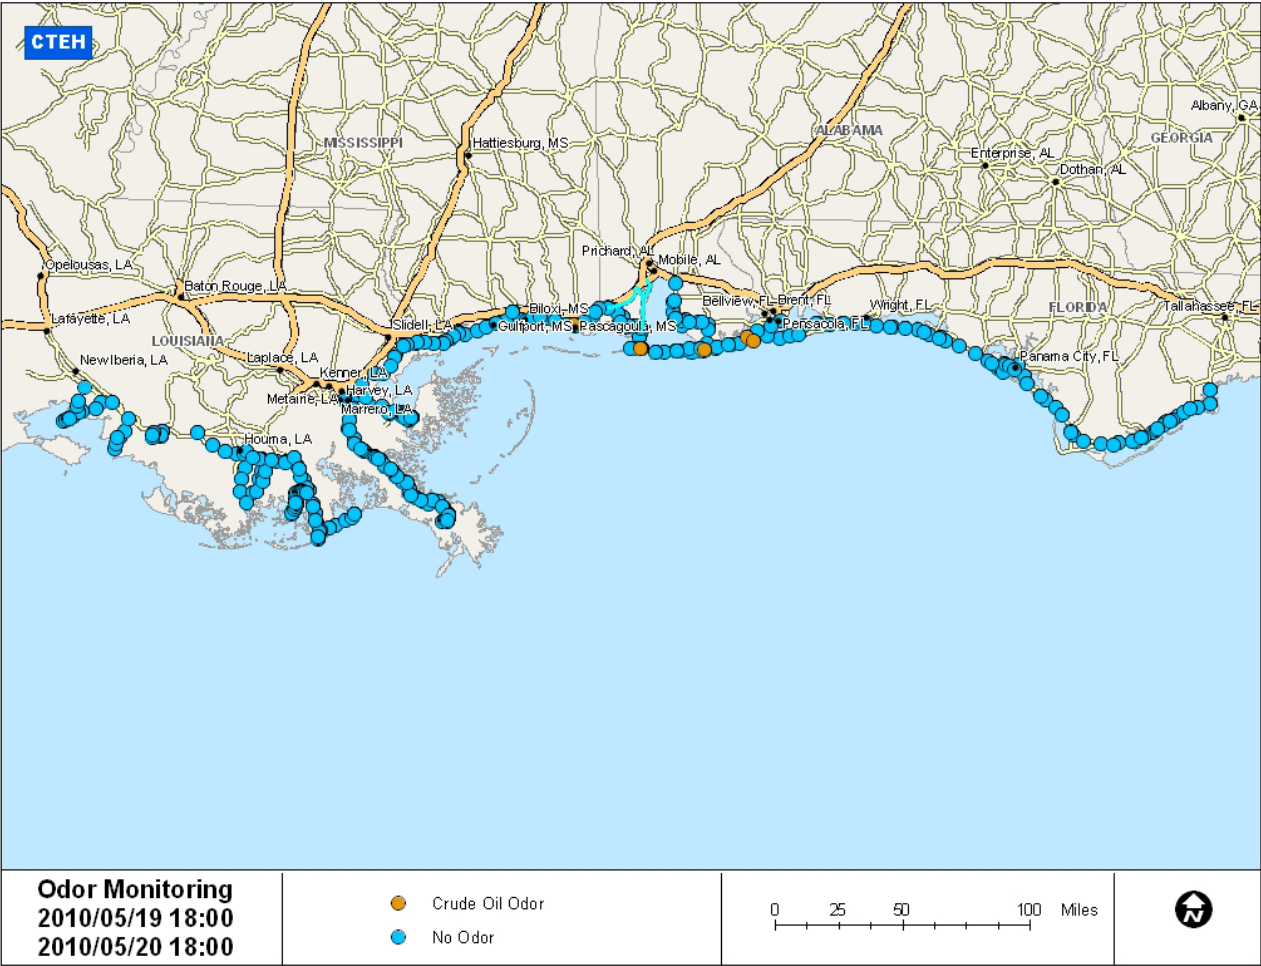 CTEH
Albany, GA
ALABAMA
GEORGIA
MISSISSIPPI
Hattiesburg, MS
Enterprise, AL
Dothan, AL
Prichard, AL
Mobile, AL
Opelousas, LA
Baton Rouge, LA
Bellview, FL
Brent, FL
Wright, FL
FLORIDA
Tallahassee, FL
Biloxi, MS
Lafayette, LA
Slidell, LA
Gulfport, MS
Pascagoula, MS
Pensacola, FL
LOUISIANA
New Iberia, LA
Laplace, LA
Panama City, FL
Kenner, LA
Harvey, LA
Metairie, LA
Marrero, LA
Houma, LA
Odor Monitoring
2010/05/19 18:00
2010/05/20 18:00
Crude Oil Odor
No Odor
0 25 50 100 Miles
N